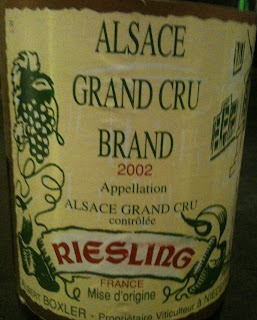 ALSACE
GRAND CRU
BRAND
2002
Appellation
ALSACE GRAND CRU
contrôlée
RIESLING
FRANCE
Mise d'origine
BOXLER - Propriétaire Viticulteur à